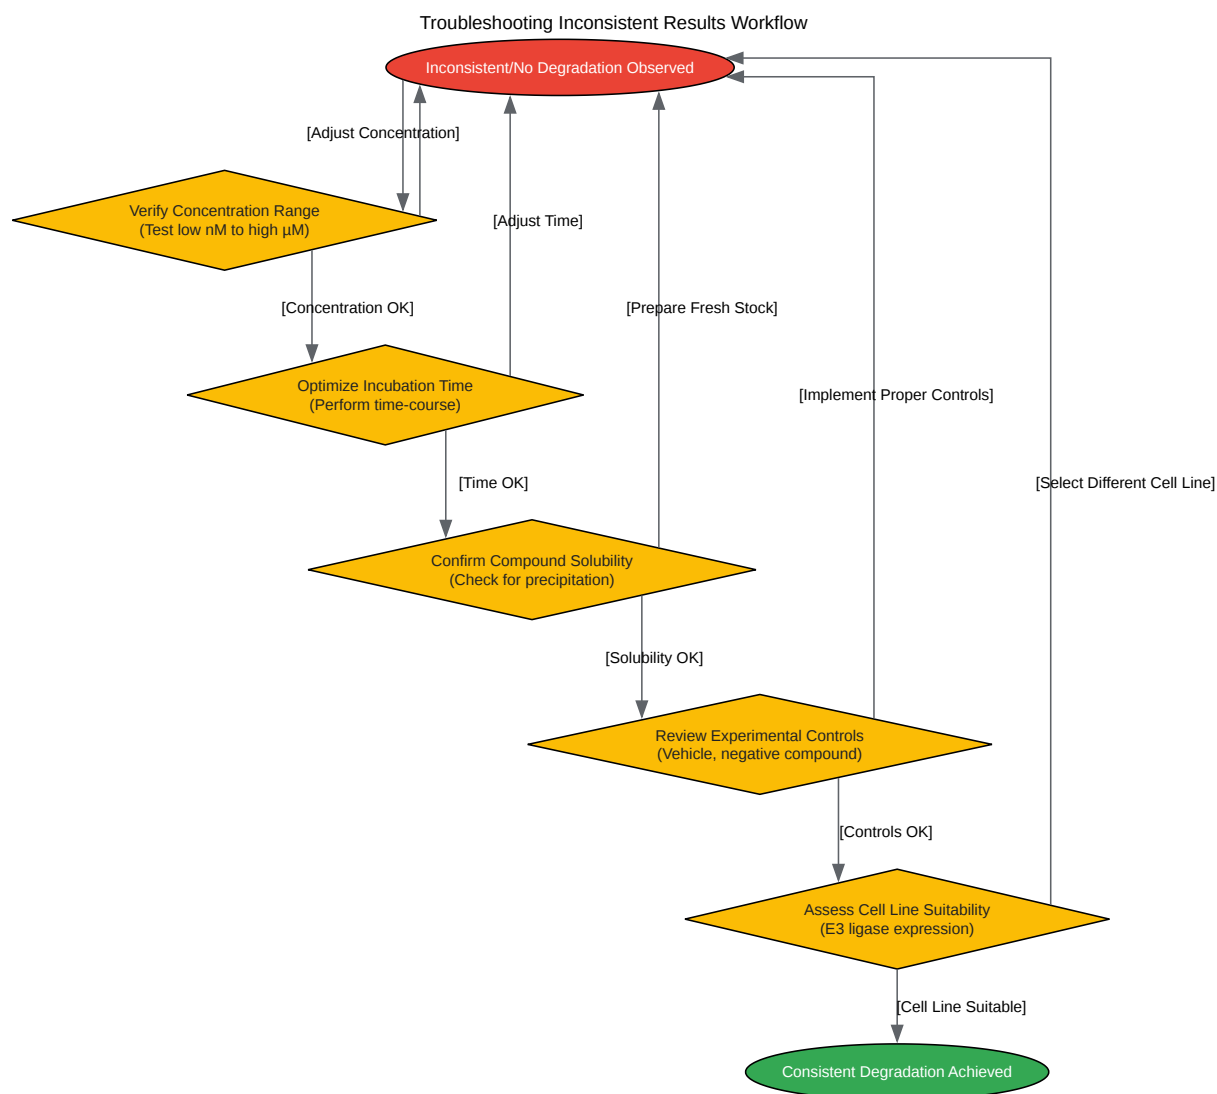 Troubleshooting Inconsistent Results Workflow
Inconsistent/No Degradation Observed
[Adjust Concentration]
Verify Concentration Range
(Test low nM to high µM)
[Adjust Time]
[Concentration OK]
[Prepare Fresh Stock]
Optimize Incubation Time
(Perform time-course)
[Implement Proper Controls]
[Time OK]
[Select Different Cell Line]
Confirm Compound Solubility
(Check for precipitation)
[Solubility OK]
Review Experimental Controls
(Vehicle, negative compound)
[Controls OK]
Assess Cell Line Suitability
(E3 ligase expression)
[Cell Line Suitable]
Consistent Degradation Achieved